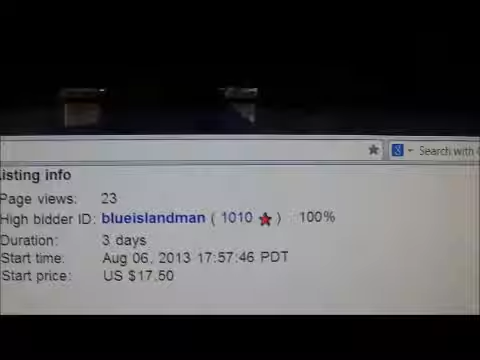 Search with
Listing info
Page views: 23
High bidder ID: blueislandman ( 1010 ) 100%
Duration: 3 days
Start time: Aug 06, 2013 17:57:46 PDT
Start price: US $17.50